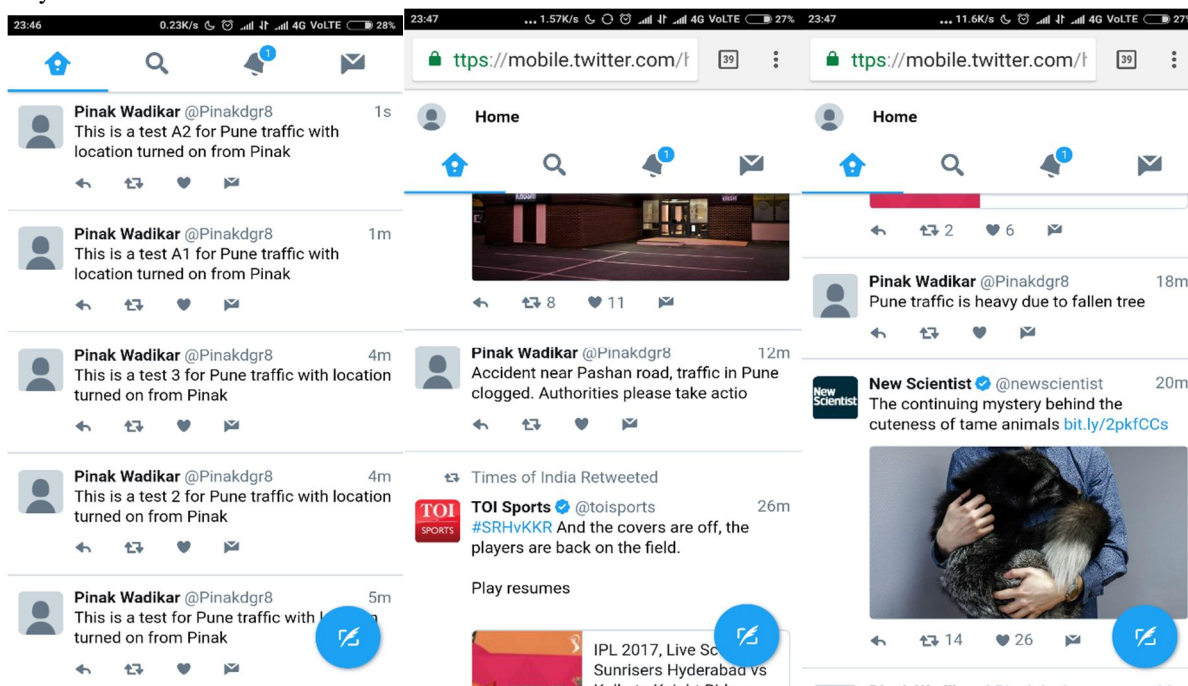 23:46 0.23K/s 4G VoLTE 28%
1
Pinak Wadikar @Pinakdgr8 1s
This is a test A2 for Pune traffic with
location turned on from Pinak
Pinak Wadikar @Pinakdgr8 1m
This is a test A1 for Pune traffic with
location turned on from Pinak
Pinak Wadikar @Pinakdgr8 4m
This is a test 3 for Pune traffic with location
turned on from Pinak
Pinak Wadikar @Pinakdgr8 4m
This is a test 2 for Pune traffic with location
turned on from Pinak
Pinak Wadikar @Pinakdgr8 5m
This is a test for Pune traffic with
turned on from Pinak
23:47 ... 1.57K/s 4G VoLTE 27%
ttps://mobile.twitter.com/h 39
Home
1
8 11
Pinak Wadikar @Pinakdgr8 12m
Accident near Pashan road, traffic in Pune
clogged. Authorities please take actio
Times of India Retweeted
TOI Sports @toisports 26m
TOI
SPORTS
#SRHvKKR And the covers are off, the
players are back on the field.
Play resumes
IPL 2017, Live Sc
Sunrisers Hyderabad vs
23:47 ... 11.6K/s 4G VoLTE 27%
ttps://mobile.twitter.com/h 39
Home
1
2 6
Pinak Wadikar @Pinakdgr8 18m
Pune traffic is heavy due to fallen tree
New Scientist @newscientist 20m
New
Scientist
The continuing mystery behind the
cuteness of tame animals bit.ly/2pkfCCs
14 26